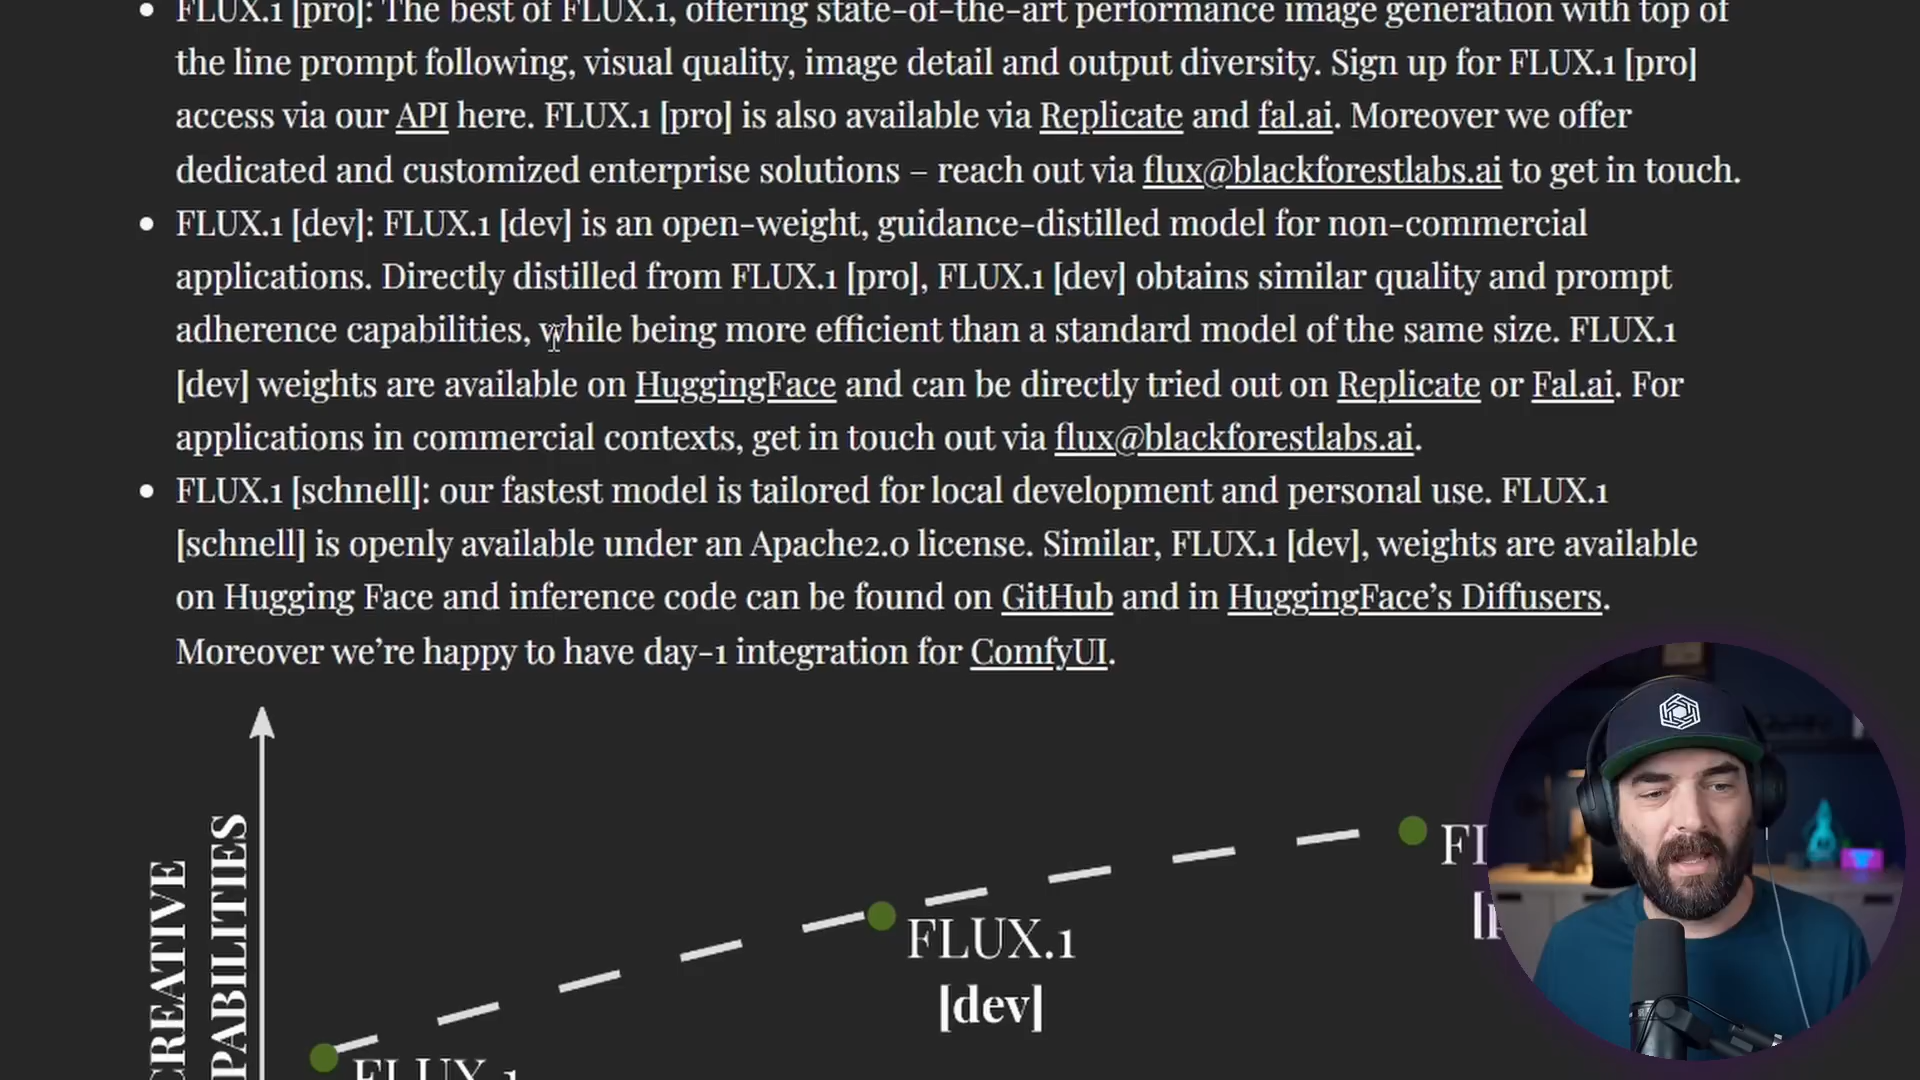 FLUX.1 [pro]: The best of FLUX.1, offering state-of-the-art performance image generation with top of
the line prompt following, visual quality, image detail and output diversity. Sign up for FLUX.1 [pro]
access via our API here. FLUX.1 [pro] is also available via Replicate and fal.ai. Moreover we offer
dedicated and customized enterprise solutions – reach out via flux@blackforestlabs.ai to get in touch.
FLUX.1 [dev]: FLUX.1 [dev] is an open-weight, guidance-distilled model for non-commercial
applications. Directly distilled from FLUX.1 [pro], FLUX.1 [dev] obtains similar quality and prompt
adherence capabilities, while being more efficient than a standard model of the same size. FLUX.1
[dev] weights are available on HuggingFace and can be directly tried out on Replicate or Fal.ai. For
applications in commercial contexts, get in touch out via flux@blackforestlabs.ai.
FLUX.1 [schnell]: our fastest model is tailored for local development and personal use. FLUX.1
[schnell] is openly available under an Apache2.0 license. Similar, FLUX.1 [dev], weights are available
on Hugging Face and inference code can be found on GitHub and in HuggingFace’s Diffusers.
Moreover we’re happy to have day-1 integration for ComfyUI.
CREATIVE
PABILITIES
FLUX.1
[dev]
FLUX.1